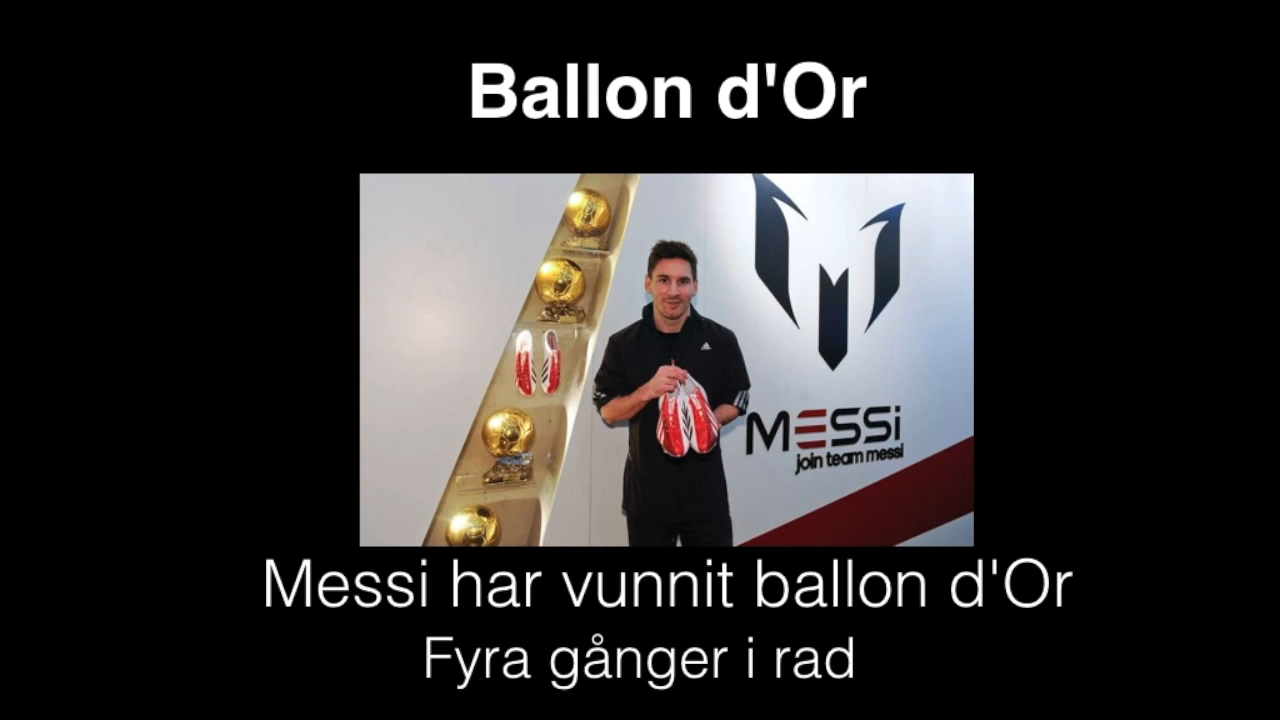 Ballon d'Or
MESSi
join team messi
Messi har vunnit ballon d'Or
Fyra gånger i rad